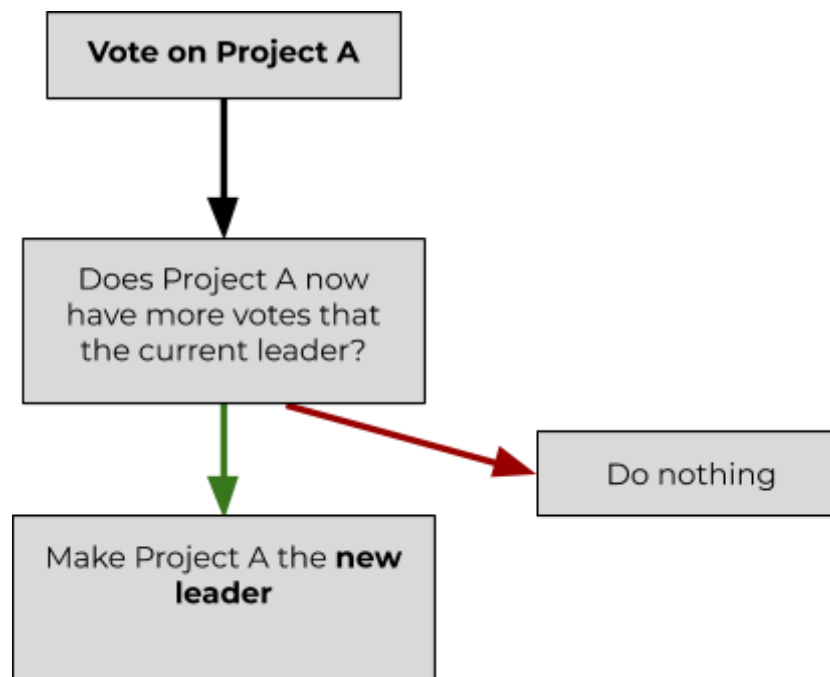 Vote on Project A
Does Project A now
have more votes that
the current leader?
Do nothing
Make Project A the new
leader